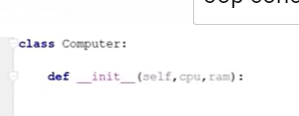 class Computer:
def __init__(self,cpu,ram):